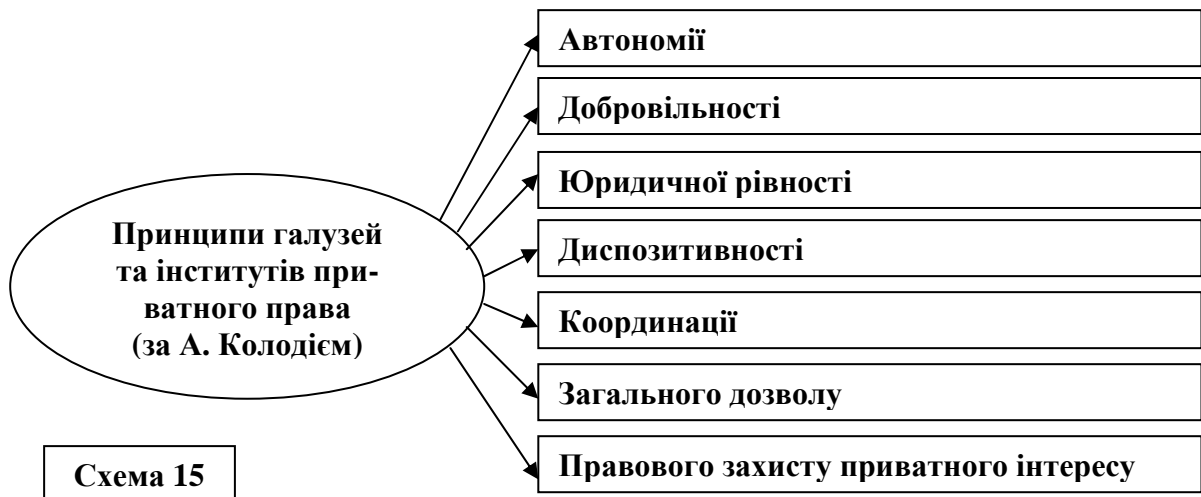 Принципи галузей
та інститутів при-
ватного права
(за А. Колодієм)
Автономії
Добровільності
Юридичної рівності
Диспозитивності
Координації
Загального дозволу
Правового захисту приватного інтересу
Схема 15